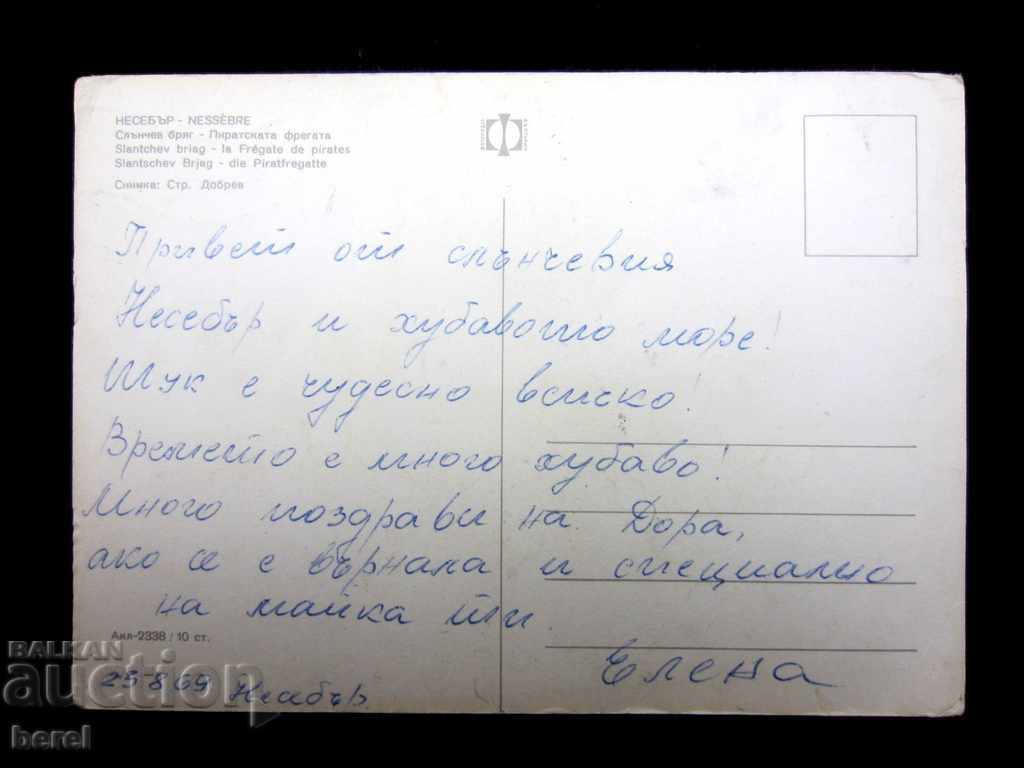 НЕСЕБЪР - NESSÈBRE
Слънчев бряг - Пиратската фрегата
Slantchev briag - la Frégate de pirates
Slantschev Brjag - die Piratfregatte
Снимка: Стр. Добрев
Привет от слънчевия
Несебър и хубавото море!
Тук е чудесно всичко!
Времето е много хубаво!
Много поздрави на Дора,
ако се е върнала и специално
на майка ти.
Елена
Акл-2338 / 10 ст.
25 8 69 Несебър.
BALKAN
auction
berel